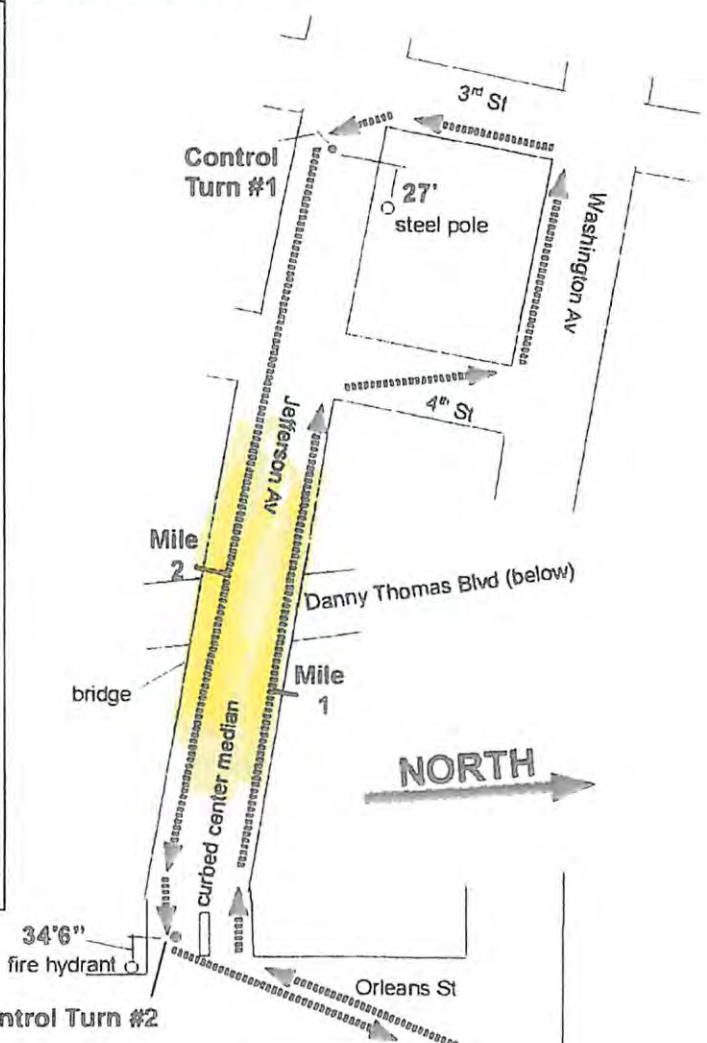 3rd St
Control
Turn #1
27'
steel pole
Washington Av
4th St
Jefferson Av
Mile
2
Danny Thomas Blvd (below)
bridge
Mile
1
curbed center median
NORTH
34'6"
fire hydrant
Orleans St
ntrol Turn #2